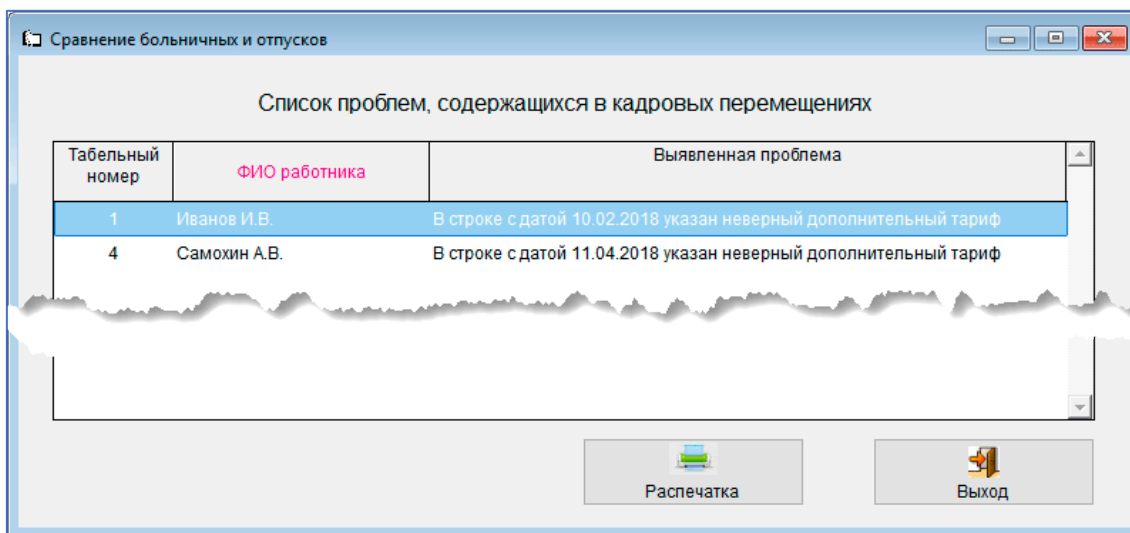 Сравнение больничных и отпусков
Список проблем, содержащихся в кадровых перемещениях
Табельный номер ФИО работника Выявленная проблема
1 Иванов И.В. В строке с датой 10.02.2018 указан неверный дополнительный тариф
4 Самохин А.В. В строке с датой 11.04.2018 указан неверный дополнительный тариф
Распечатка Выход